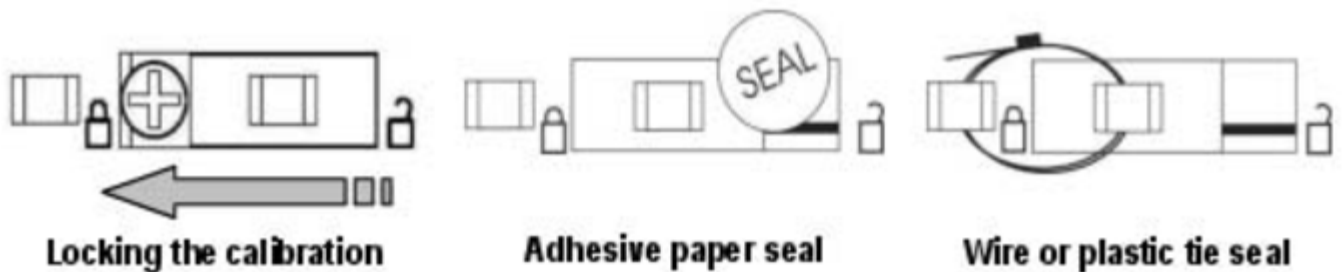 SEAL
Locking the calibration
Adhesive paper seal
Wire or plastic tie seal